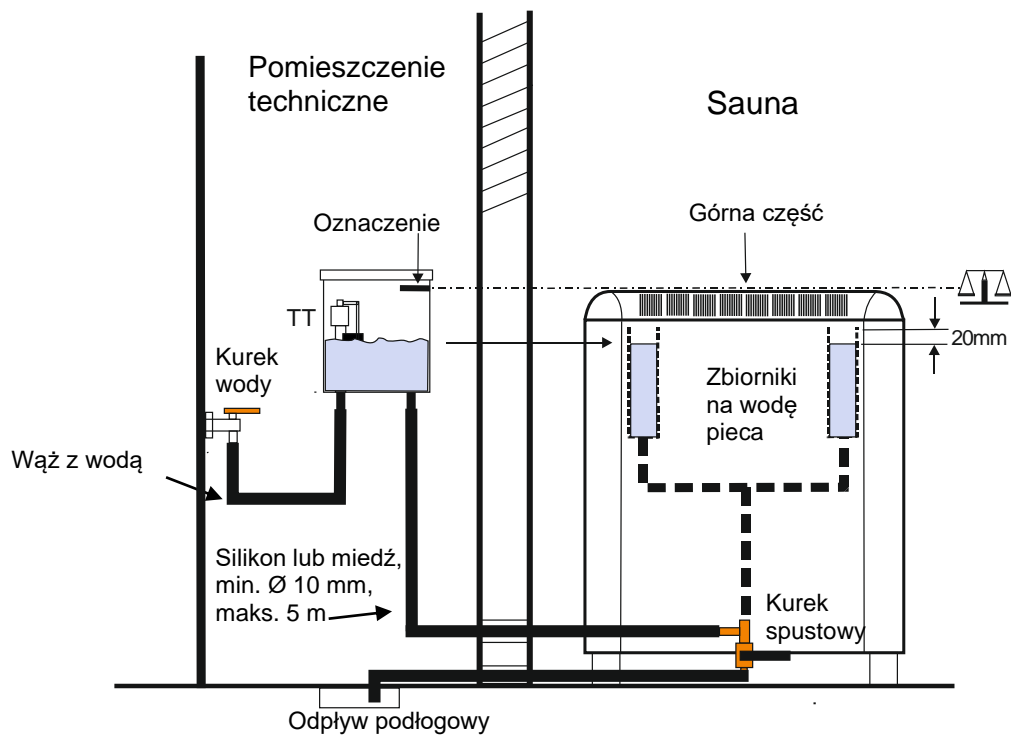 Pomieszczenie
techniczne
Sauna
Oznaczenie
Górna część
TT
20mm
Kurek
wody
Zbiorniki
na wodę
pieca
Wąż z wodą
Silikon lub miedź,
min. Ø 10 mm,
maks. 5 m
Kurek
spustowy
Odpływ podłogowy